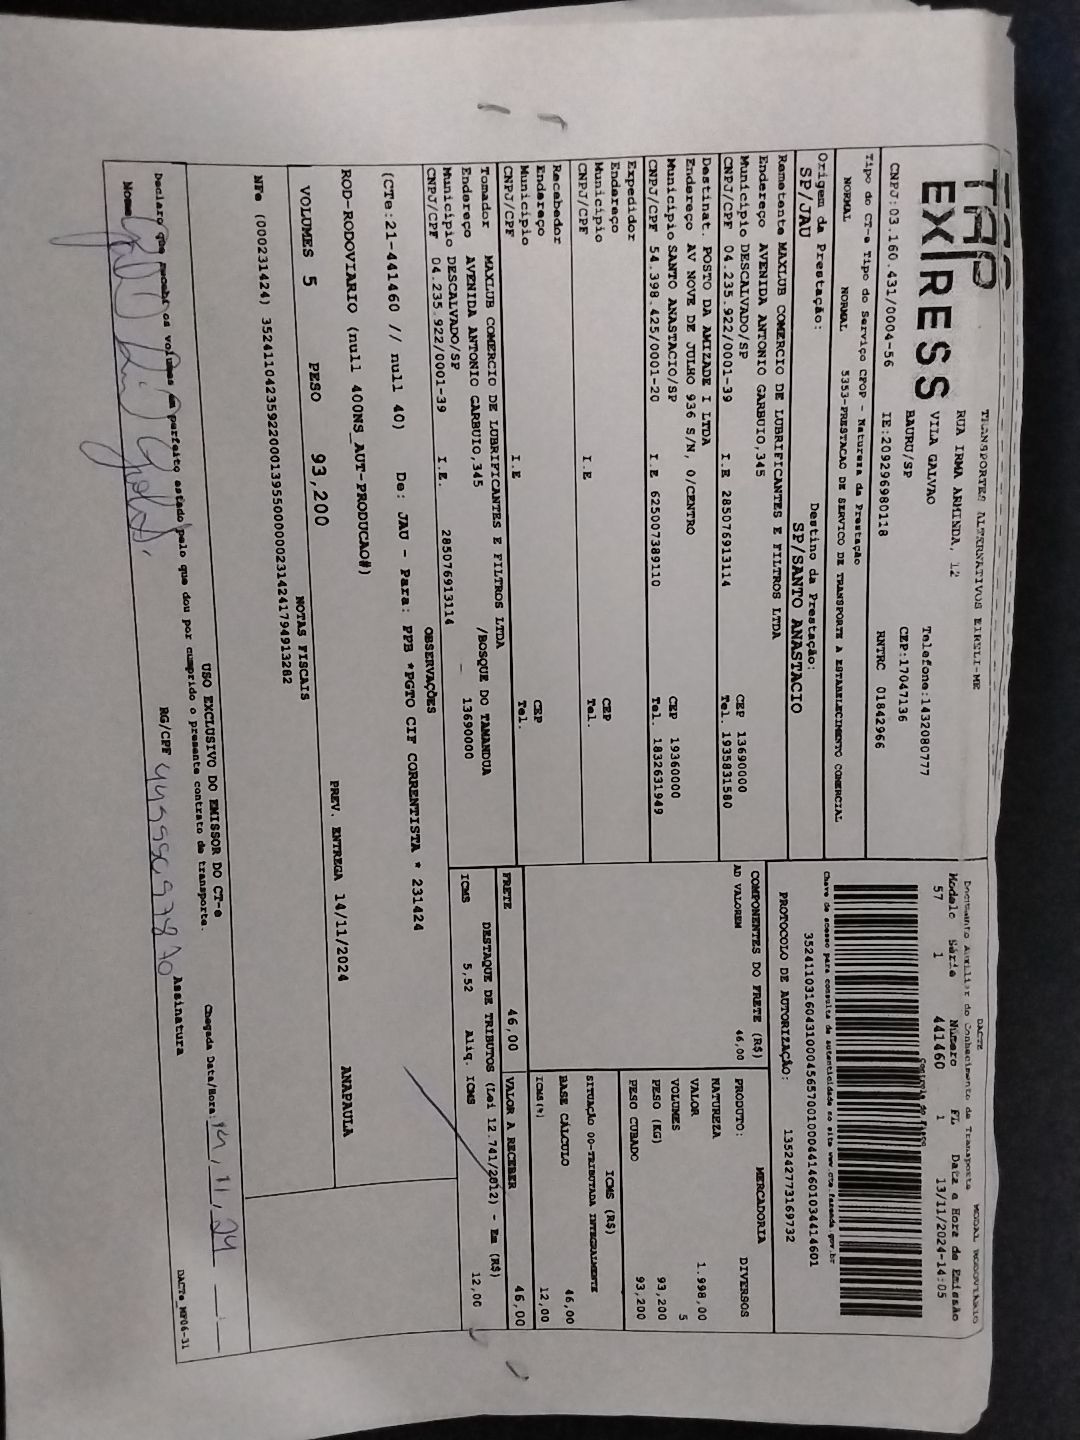 TRANSPORTES ALTERNATIVOS EIRELI-ME
TAP
EXPRESS
RUA IRMA ARMINDA, 12
VILA GALVAO Telefone:1432080777
BAURU/SP CEP:17047136
CNPJ:03.160.431/0004-56 IE:209296980118 RNTRC 01842966
Tipo do CT-e Tipo do Serviço CFOP - Natureza da Prestação
NORMAL NORMAL 5353-PRESTACAO DE SERVICO DE TRANSPORTE A ESTABELECIMENTO COMERCIAL
Origem da Prestação: Destino da Prestação:
SP/JAU SP/SANTO ANASTACIO
Remetente MAXLUB COMERCIO DE LUBRIFICANTES E FILTROS LTDA
Endereço AVENIDA ANTONIO GARBUIO,345
Município DESCALVADO/SP CEP 13690000
CNPJ/CPF 04.235.922/0001-39 I.E 285076913114 Tel. 1935831580
Destinat. POSTO DA AMIZADE I LTDA
Endereço AV NOVE DE JULHO 936 S/N, 0/CENTRO
Município SANTO ANASTACIO/SP CEP 19360000
CNPJ/CPF 54.398.425/0001-20 I.E 625007389110 Tel. 1832631949
Expedidor
Endereço
Município CEP
CNPJ/CPF I.E Tel.
Recebedor
Endereço
Município CEP
CNPJ/CPF I.E Tel.
Tomador MAXLUB COMERCIO DE LUBRIFICANTES E FILTROS LTDA
Endereço AVENIDA ANTONIO GARBUIO,345 /BOSQUE DO TAMANDUA
Município DESCALVADO/SP - 13690000
CNPJ/CPF 04.235.922/0001-39 I.E. 285076913114
DACTE MODAL RODOVIARIO
Documento Auxiliar do Conhecimento de Transporte
Modelo Série Número FL Data e Hora de Emissão
57 1 441460 1 13/11/2024-14:05
Controle do Fisco
Chave de acesso para consulta de autenticidade no site www.cte.fazenda.gov.br
35241103160431000456570010004414601034414601
PROTOCOLO DE AUTORIZAÇÃO: 135242773169732
COMPONENTES DO FRETE (R$)
AD VALOREM 46,00
MERCADORIA
PRODUTO: DIVERSOS
NATUREZA
VALOR 1.998,00
VOLUMES 5
PESO (KG) 93,200
PESO CUBADO 93,200
ICMS (R$)
SITUAÇÃO 00-TRIBUTADA INTEGRALMENTE
BASE CÁLCULO 46,00
ICMS(%) 12,00
FRETE 46,00 VALOR A RECEBER 46,00
DESTAQUE DE TRIBUTOS (Lei 12.741/2012) - Em (R$)
ICMS 5,52 Aliq. ICMS 12,00
OBSERVAÇÕES
(CTe:21-441460 // null 40) De: JAU - Para: PPB *PGTO CIF CORRENTISTA * 231424
ROD-RODOVIARIO (null 400NS_AUT-PRODUCAO#)
PREV. ENTREGA 14/11/2024 ANAPAULA
VOLUMES 5 PESO 93,200
NOTAS FISCAIS
NFe (000231424) 35241104235922000139550000002314241794913282
USO EXCLUSIVO DO EMISSOR DO CT-e
Declaro que recebi os volumes em perfeito estado pelo que dou por cumprido o presente contrato de transporte.
Chegada Data/Hora: 14/11/24 __:__
Nome RG/CPF Assinatura
DACTe_MP06-31